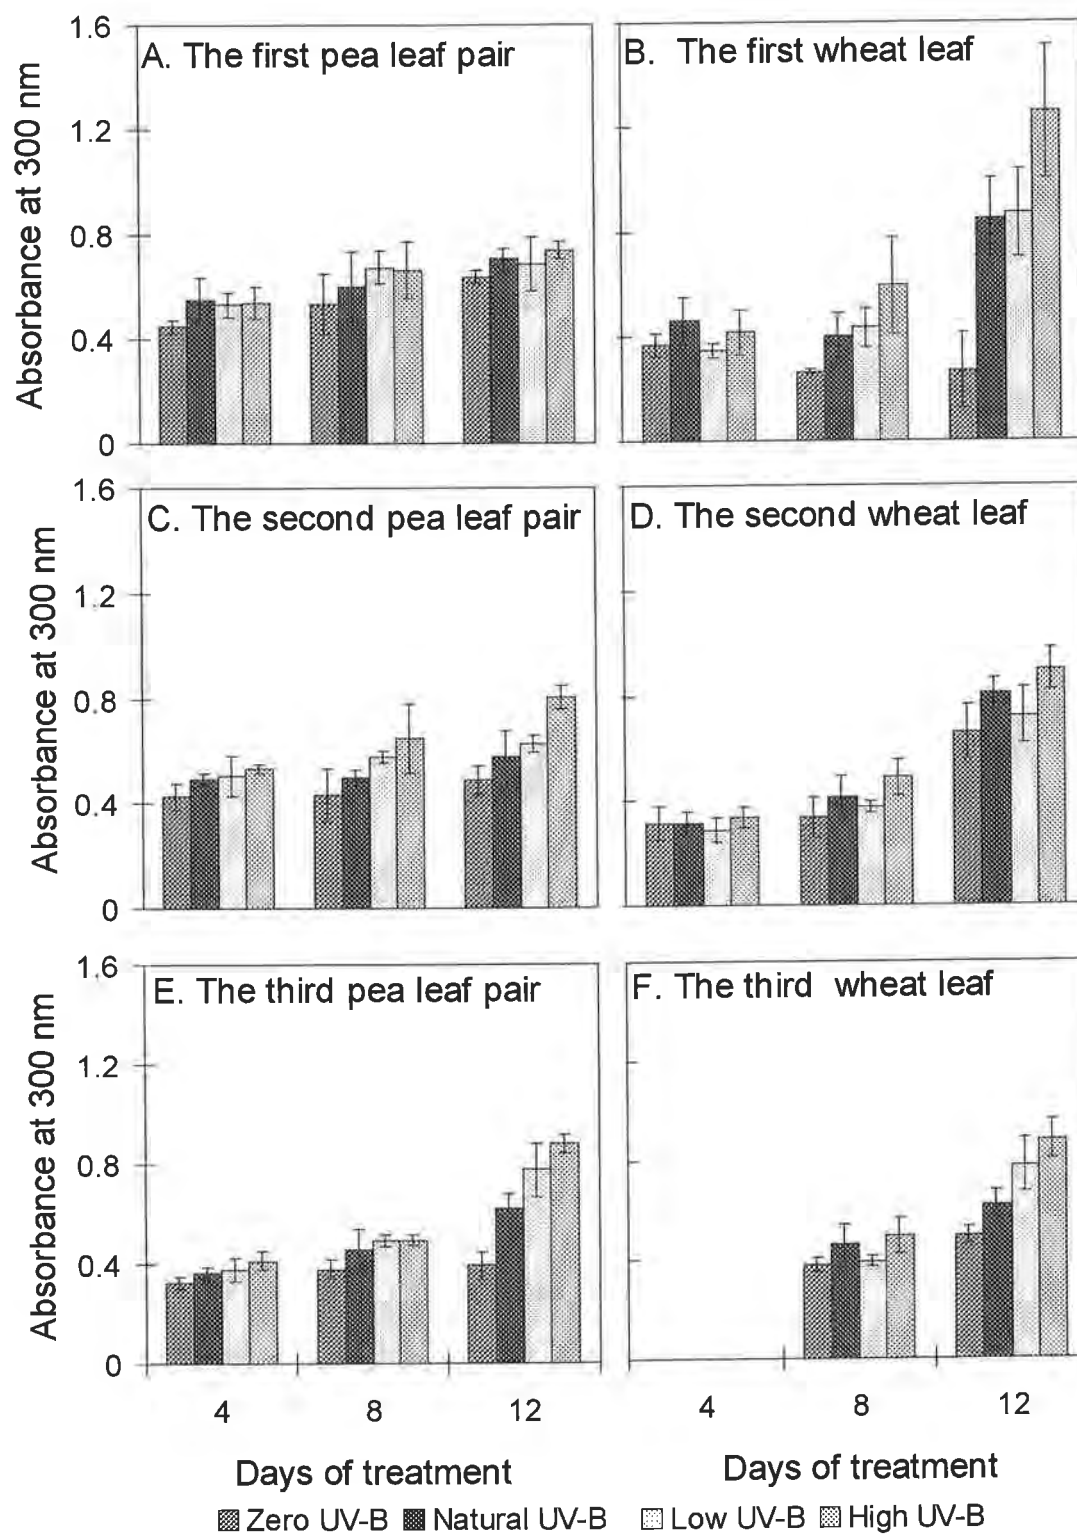 1.6
A. The first pea leaf pair
B. The first wheat leaf
1.2
0.8
0.4
0
Absorbance at 300 nm
1.6
C. The second pea leaf pair
D. The second wheat leaf
1.2
0.8
0.4
0
Absorbance at 300 nm
1.6
E. The third pea leaf pair
F. The third wheat leaf
1.2
0.8
0.4
0
Absorbance at 300 nm
4 8 12
4 8 12
Days of treatment
Days of treatment
Zero UV-B Natural UV-B Low UV-B High UV-B